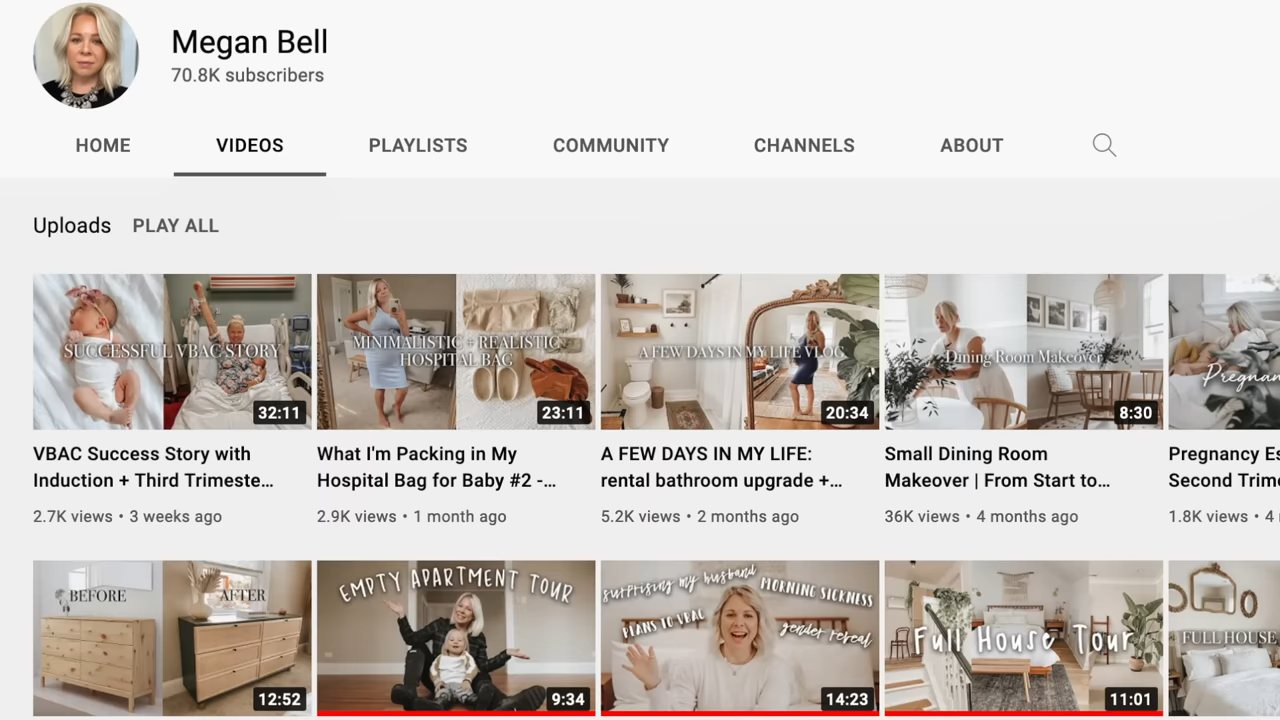 Megan Bell
70.8K subscribers
HOME
VIDEOS
PLAYLISTS
COMMUNITY
CHANNELS
ABOUT
Uploads
PLAY ALL
SUCCESSFUL VBAC STORY
32:11
MINIMALISTIC + REALISTIC
HOSPITAL BAG
23:11
A FEW DAYS IN MY LIFE VLOG
20:34
Dining Room Makeover
8:30
Pregnan
VBAC Success Story with
Induction + Third Trimeste...
2.7K views • 3 weeks ago
What I'm Packing in My
Hospital Bag for Baby #2 -...
2.9K views • 1 month ago
A FEW DAYS IN MY LIFE:
rental bathroom upgrade +...
5.2K views • 2 months ago
Small Dining Room
Makeover | From Start to...
36K views • 4 months ago
Pregnancy Es
Second Trime
1.8K views • 4
BEFORE
AFTER
12:52
EMPTY APARTMENT TOUR
9:34
surprising my husband
MORNING SICKNESS
PLANS TO VBAC
gender reveal
14:23
Full House Tour
11:01
FULL HOUSE